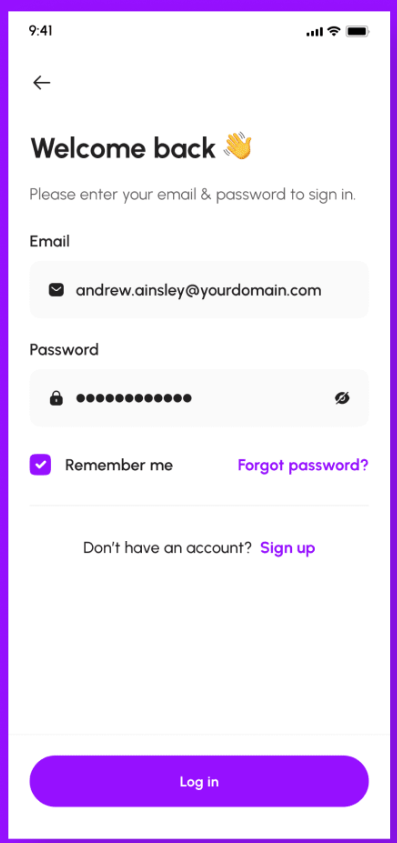 9:41
Welcome back 👋
Please enter your email & password to sign in.
Email
andrew.ainsley@yourdomain.com
Password
●●●●●●●●●●●●
Remember me
Forgot password?
Don't have an account? Sign up
Log in